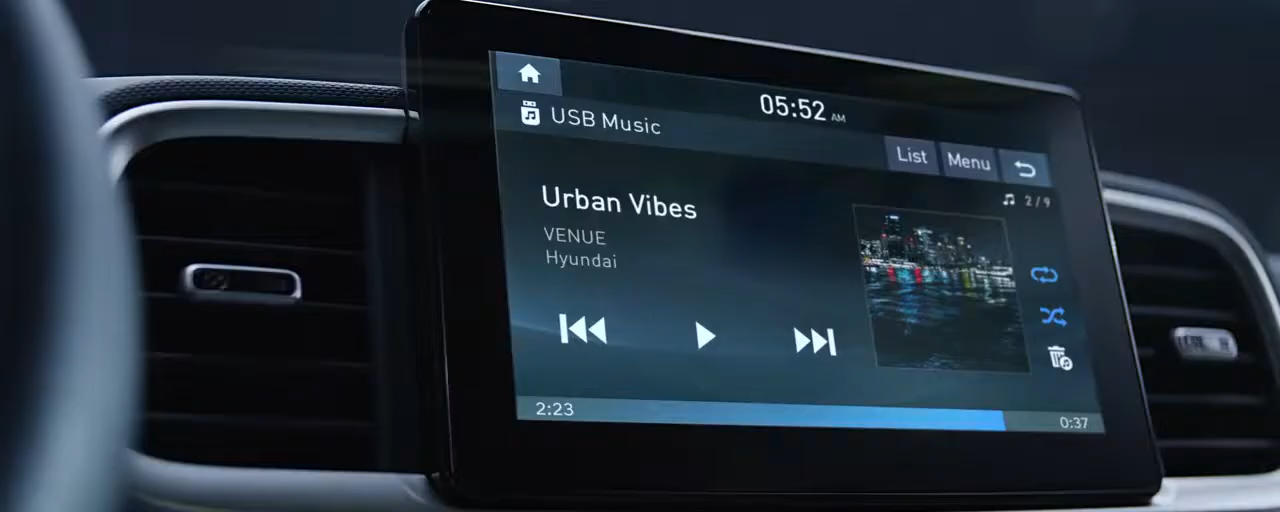 05:52 AM
USB Music
List Menu
2/9
Urban Vibes
VENUE
Hyundai
2:23
0:37